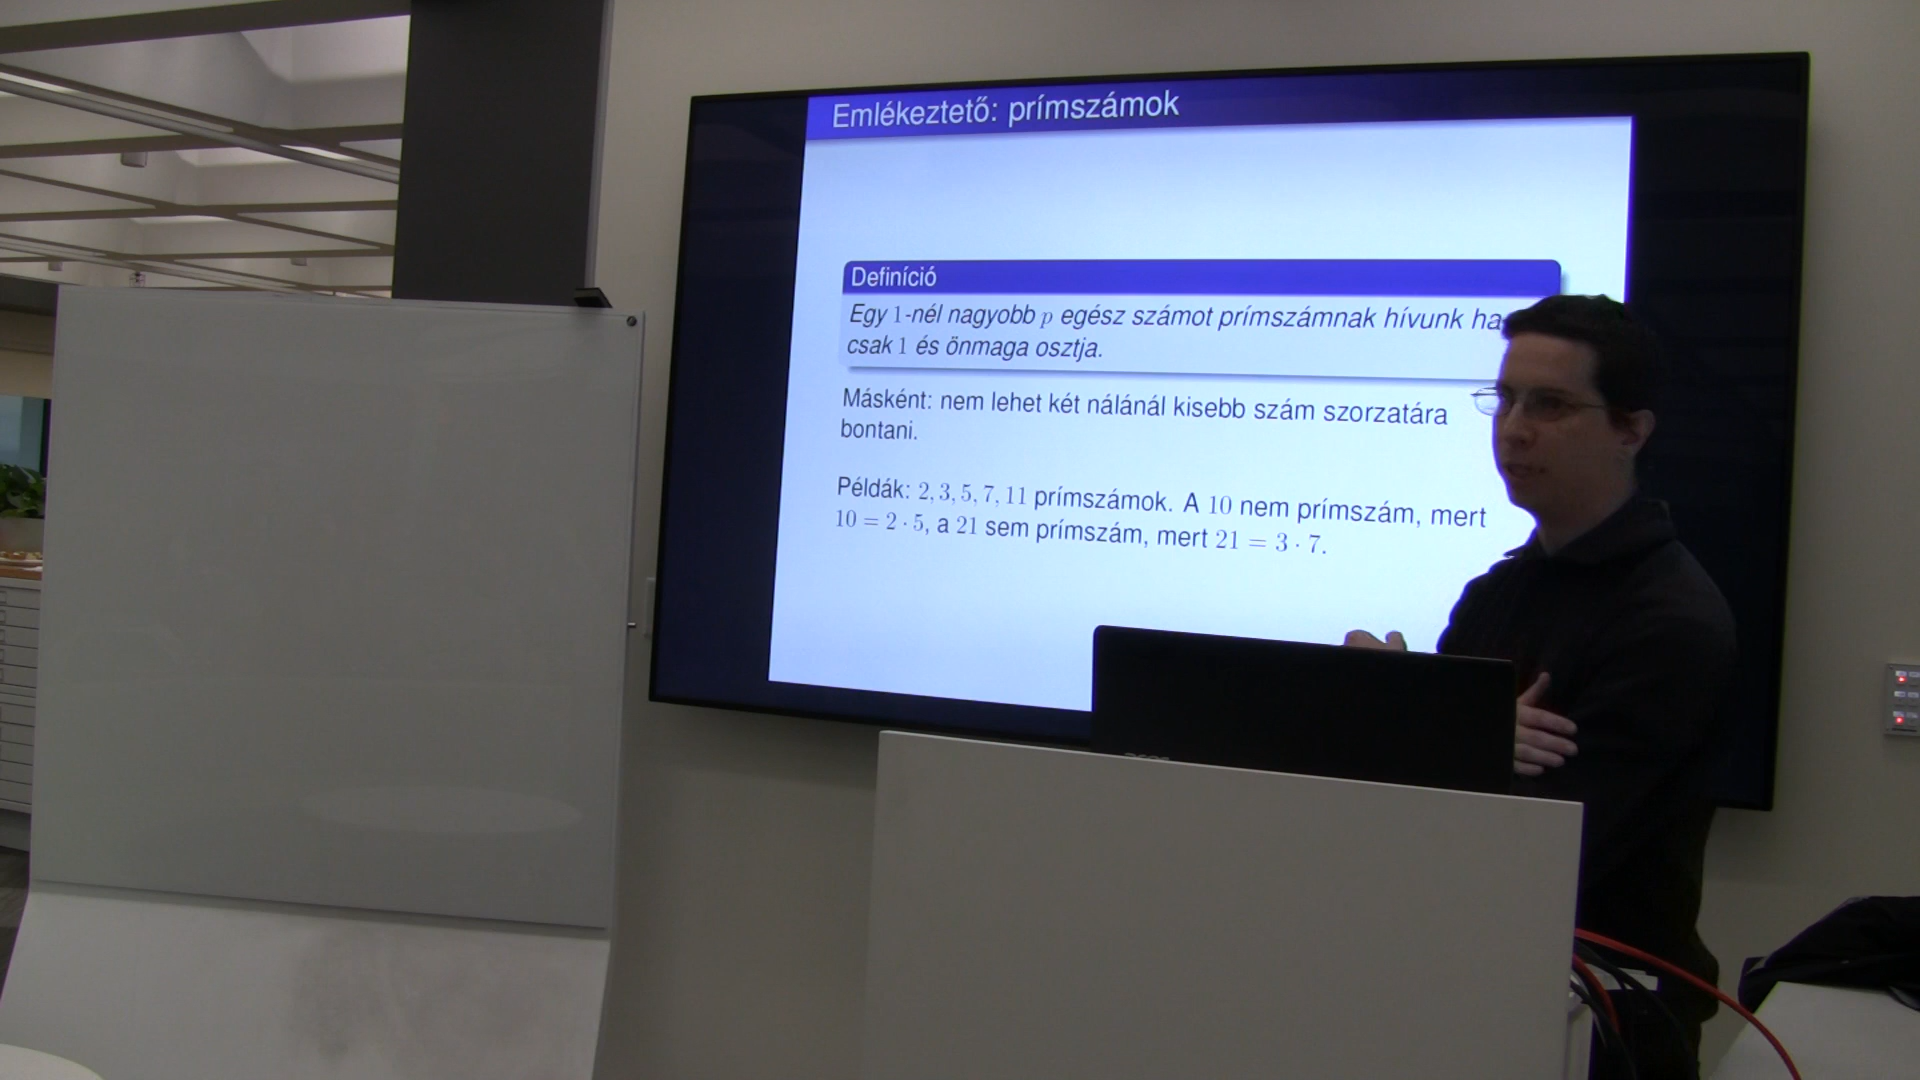 Emlékeztető: prímszámok
Definíció
Egy 1-nél nagyobb p egész számot prímszámnak hívunk ha
csak 1 és önmaga osztja.
Másként: nem lehet két nálánál kisebb szám szorzatára
bontani.
Példák: 2, 3, 5, 7, 11 prímszámok. A 10 nem prímszám, mert
10 = 2 · 5, a 21 sem prímszám, mert 21 = 3 · 7.